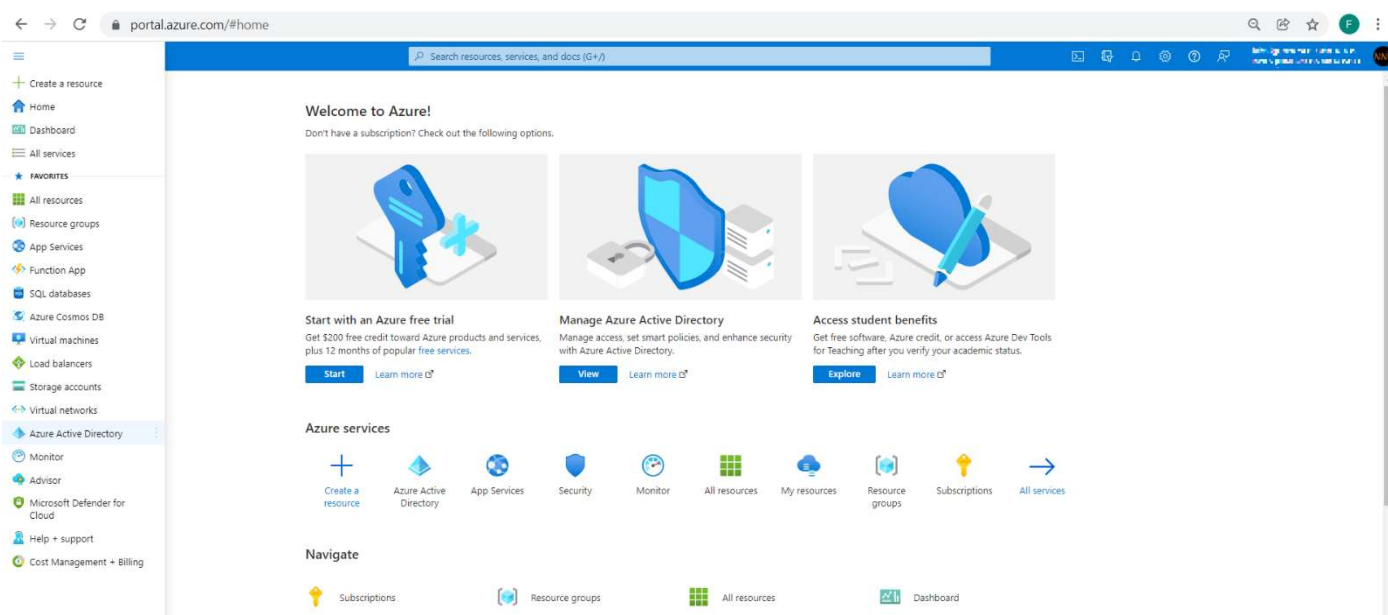 portal.azure.com/#home
F
Search resources, services, and docs (G+/)
NN
Create a resource
Home
Dashboard
All services
FAVORITES
All resources
Resource groups
App Services
Function App
SQL databases
Azure Cosmos DB
Virtual machines
Load balancers
Storage accounts
Virtual networks
Azure Active Directory
Monitor
Advisor
Microsoft Defender for
Cloud
Help + support
Cost Management + Billing
Welcome to Azure!
Don't have a subscription? Check out the following options.
Start with an Azure free trial
Get $200 free credit toward Azure products and services,
plus 12 months of popular free services.
Start
Learn more
Manage Azure Active Directory
Manage access, set smart policies, and enhance security
with Azure Active Directory.
View
Learn more
Access student benefits
Get free software, Azure credit, or access Azure Dev Tools
for Teaching after you verify your academic status.
Explore
Learn more
Azure services
Create a
resource
Azure Active
Directory
App Services
Security
Monitor
All resources
My resources
Resource
groups
Subscriptions
All services
Navigate
Subscriptions
Resource groups
All resources
Dashboard